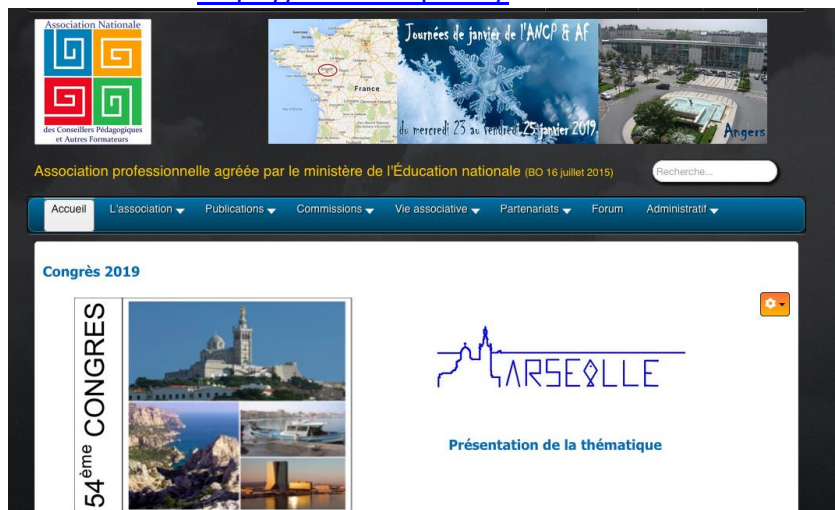 Association Nationale
des Conseillers Pédagogiques
et Autres Formateurs
France
Journées de janvier de l'ANCP & AF
du mercredi 23 au vendredi 25 janvier 2019
Angers
Association professionnelle agréée par le ministère de l'Éducation nationale (BO 16 juillet 2015)
Recherche...
Accueil
L'association
Publications
Commissions
Vie associative
Partenariats
Forum
Administratif
Congrès 2019
54ème CONGRES
MARSEILLE
Présentation de la thématique